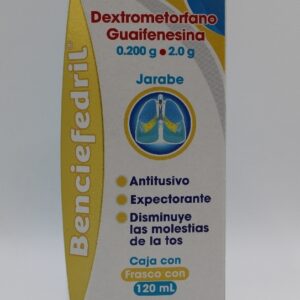 Benciefedril®
Dextrometorfano
Guaifenesina
0.200 g • 2.0 g
Jarabe
Antitusivo
Expectorante
Disminuye
las molestias
de la tos
Caja con
Frasco con
120 mL